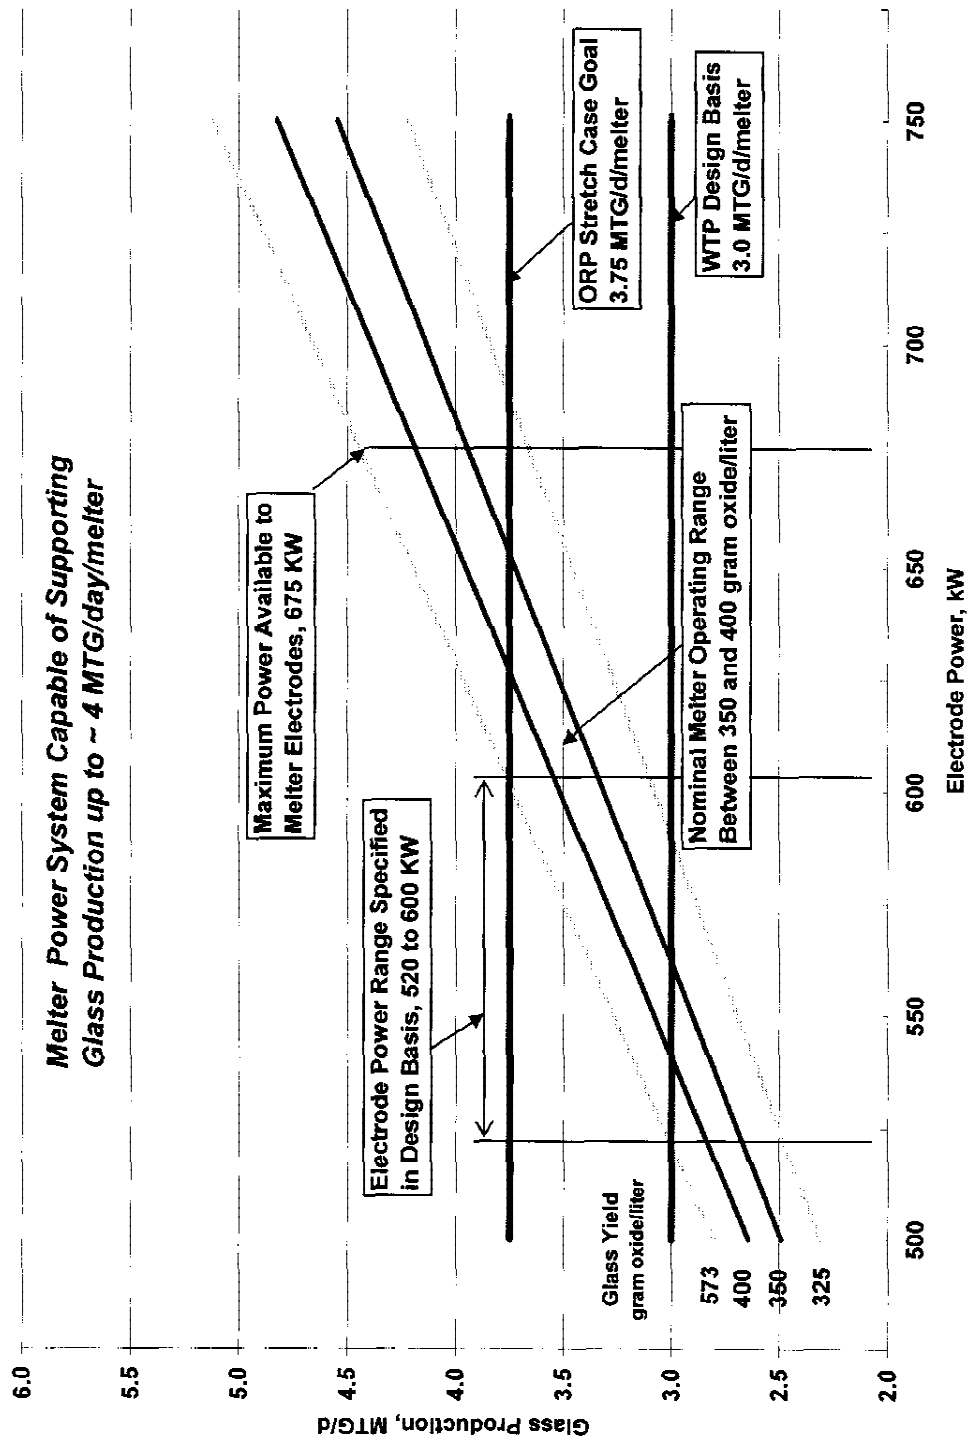 Melter Power System Capable of Supporting
Glass Production up to ~ 4 MTG/day/melter
6.0
5.5
5.0
4.5
4.0
3.5
3.0
2.5
2.0
Glass Production, MTG/d
Maximum Power Available to
Melter Electrodes, 675 KW
Electrode Power Range Specified
in Design Basis, 520 to 600 KW
ORP Stretch Case Goal
3.75 MTG/d/melter
WTP Design Basis
3.0 MTG/d/melter
Nominal Melter Operating Range
Between 350 and 400 gram oxide/liter
Glass Yield
gram oxide/liter
573
400
350
325
500
550
600
650
700
750
Electrode Power, kW